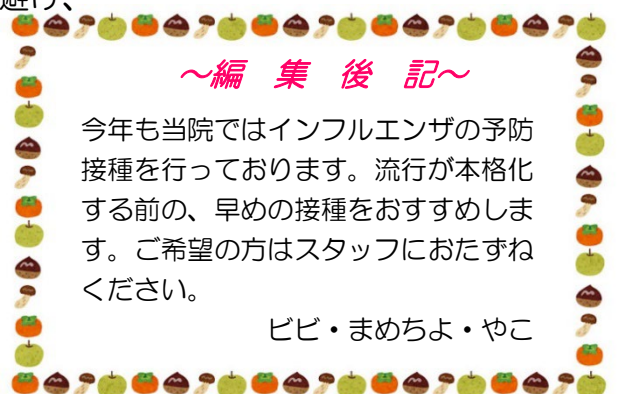 避け、
～編 集 後 記～
今年も当院ではインフルエンザの予防
接種を行っております。流行が本格化
する前の、早めの接種をおすすめしま
す。ご希望の方はスタッフにおたずね
ください。
ビビ・まめちよ・やこ